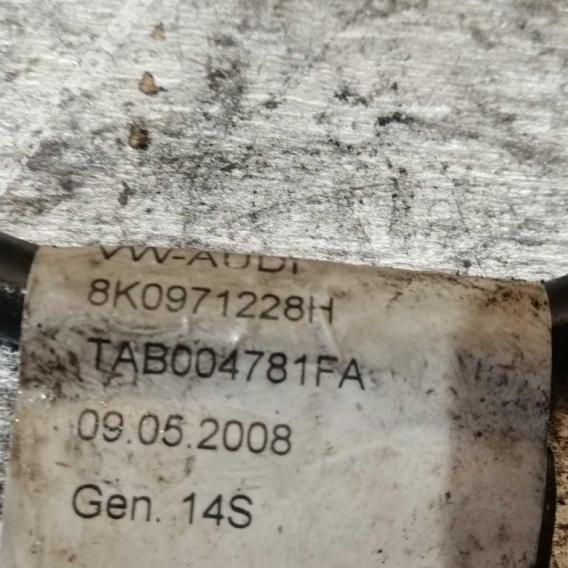 VW-AUDI
8K0971228H
TAB004781FA
09.05.2008
Gen. 14S